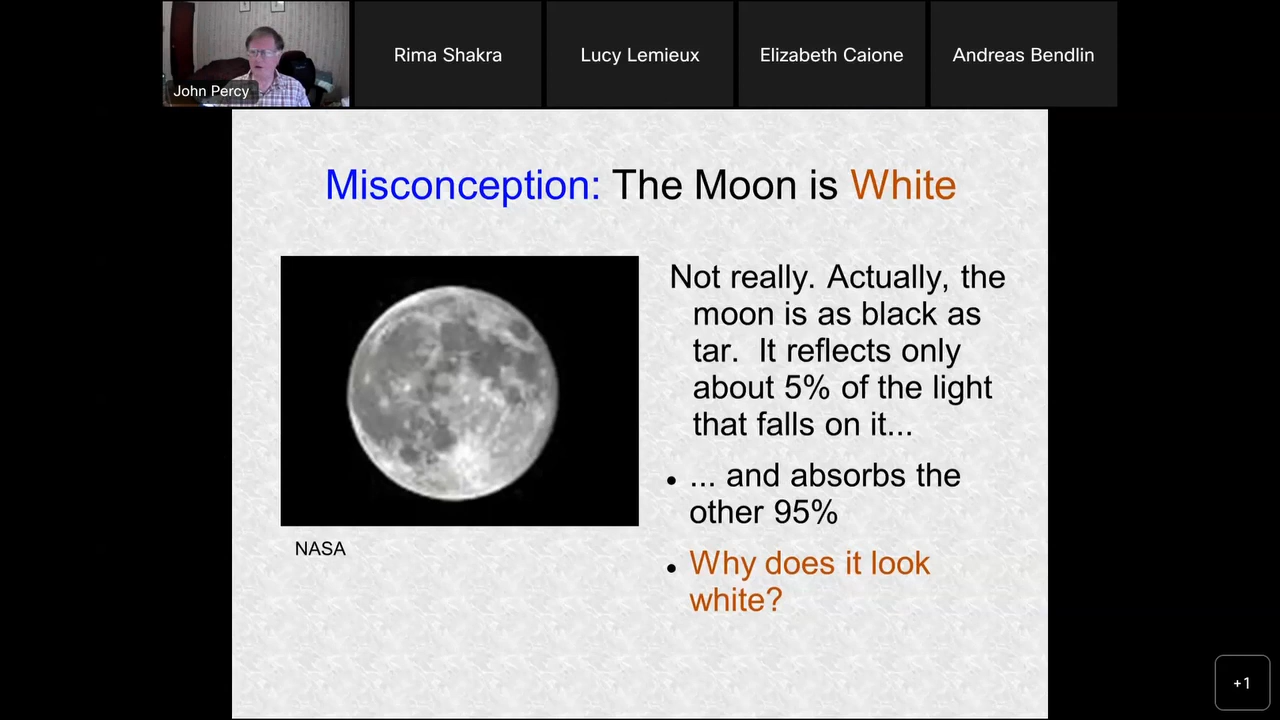 John Percy
Rima Shakra
Lucy Lemieux
Elizabeth Caione
Andreas Bendlin
Misconception: The Moon is White
Not really. Actually, the
moon is as black as
tar. It reflects only
about 5% of the light
that falls on it...
• ... and absorbs the
other 95%
• Why does it look
white?
NASA
+1